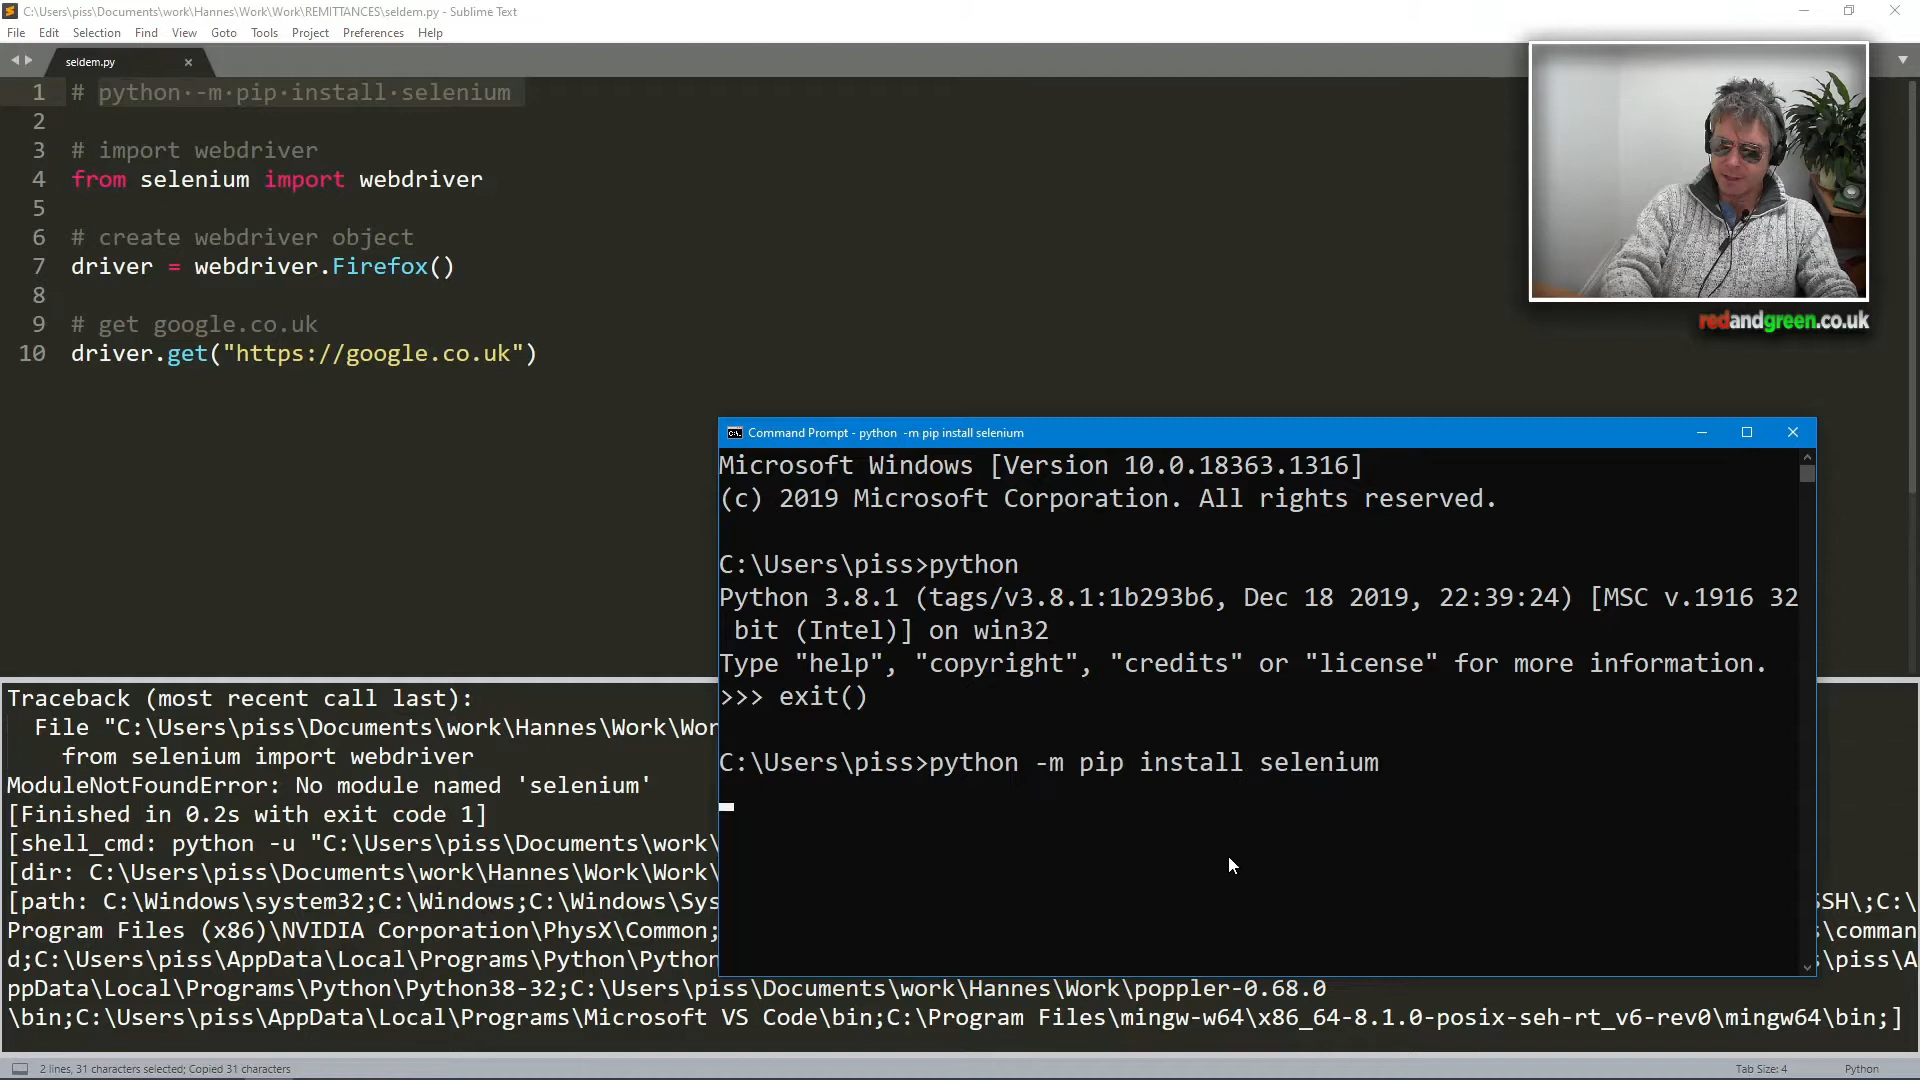 C:\Users\piss\Documents\work\Hannes\Work\Work\REMITTANCES\seldem.py - Sublime Text
File Edit Selection Find View Goto Tools Project Preferences Help
seldem.py
1 # python·-m·pip·install·selenium
2
3 # import webdriver
4 from selenium import webdriver
5
6 # create webdriver object
7 driver = webdriver.Firefox()
8
9 # get google.co.uk
10 driver.get("https://google.co.uk")
redandgreen.co.uk
Command Prompt - python -m pip install selenium
Microsoft Windows [Version 10.0.18363.1316]
(c) 2019 Microsoft Corporation. All rights reserved.
C:\Users\piss>python
Python 3.8.1 (tags/v3.8.1:1b293b6, Dec 18 2019, 22:39:24) [MSC v.1916 32
bit (Intel)] on win32
Type "help", "copyright", "credits" or "license" for more information.
>>> exit()
C:\Users\piss>python -m pip install selenium
Traceback (most recent call last):
File "C:\Users\piss\Documents\work\Hannes\Work\Wor
from selenium import webdriver
ModuleNotFoundError: No module named 'selenium'
[Finished in 0.2s with exit code 1]
[shell_cmd: python -u "C:\Users\piss\Documents\work\
[dir: C:\Users\piss\Documents\work\Hannes\Work\Work\
[path: C:\Windows\system32;C:\Windows;C:\Windows\Sys SH\;C:\
Program Files (x86)\NVIDIA Corporation\PhysX\Common; \comman
d;C:\Users\piss\AppData\Local\Programs\Python\Python \piss\A
ppData\Local\Programs\Python\Python38-32;C:\Users\piss\Documents\work\Hannes\Work\poppler-0.68.0
\bin;C:\Users\piss\AppData\Local\Programs\Microsoft VS Code\bin;C:\Program Files\mingw-w64\x86_64-8.1.0-posix-seh-rt_v6-rev0\mingw64\bin;]
2 lines, 31 characters selected; Copied 31 characters Tab Size: 4 Python